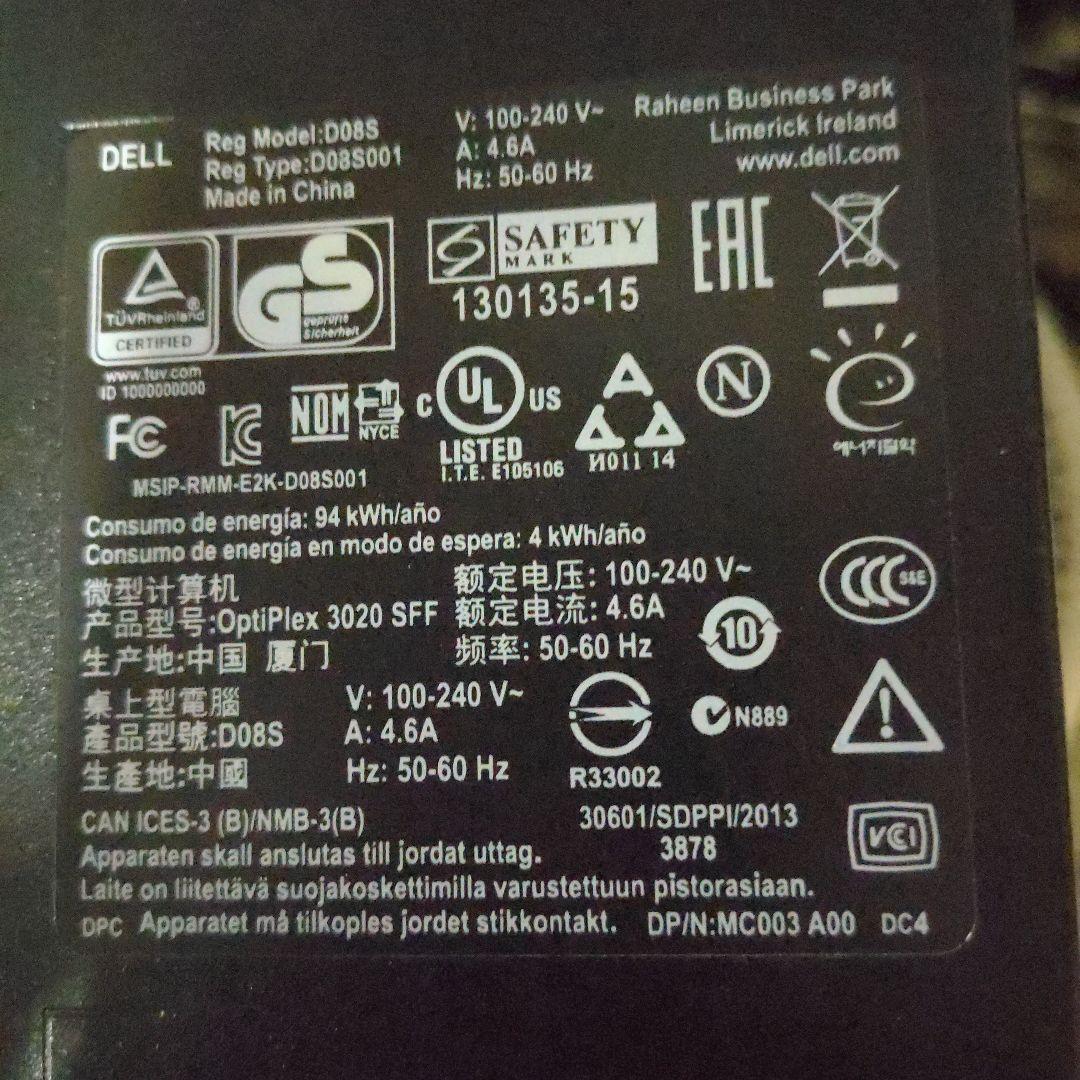 DELL
Reg Model:D08S
Reg Type:D08S001
Made in China
V: 100-240 V~
A: 4.6A
Hz: 50-60 Hz
Raheen Business Park
Limerick Ireland
www.dell.com
TÜVRheinland®
CERTIFIED
www.tuv.com
ID 1000000000
GS
geprüfte
Sicherheit
S
SAFETY
MARK
130135-15
EAC
FC
KC
MSIP-RMM-E2K-D08S001
NOM
NYCE
C UL US
LISTED
I.T.E. E105106
И011 14
N
에너지절약
Consumo de energía: 94 kWh/año
Consumo de energía en modo de espera: 4 kWh/año
微型计算机
产品型号:OptiPlex 3020 SFF
生产地:中国 厦门
额定电压: 100-240 V~
额定电流: 4.6A
频率: 50-60 Hz
10
CCC S&E
桌上型電腦
產品型號:D08S
生產地:中國
V: 100-240 V~
A: 4.6A
Hz: 50-60 Hz
R33002
N889
CAN ICES-3 (B)/NMB-3(B)
30601/SDPPI/2013
3878
VCI
Apparaten skall anslutas till jordat uttag.
Laite on liitettävä suojakoskettimilla varustettuun pistorasiaan.
DPC Apparatet må tilkoples jordet stikkontakt. DP/N:MC003 A00 DC4